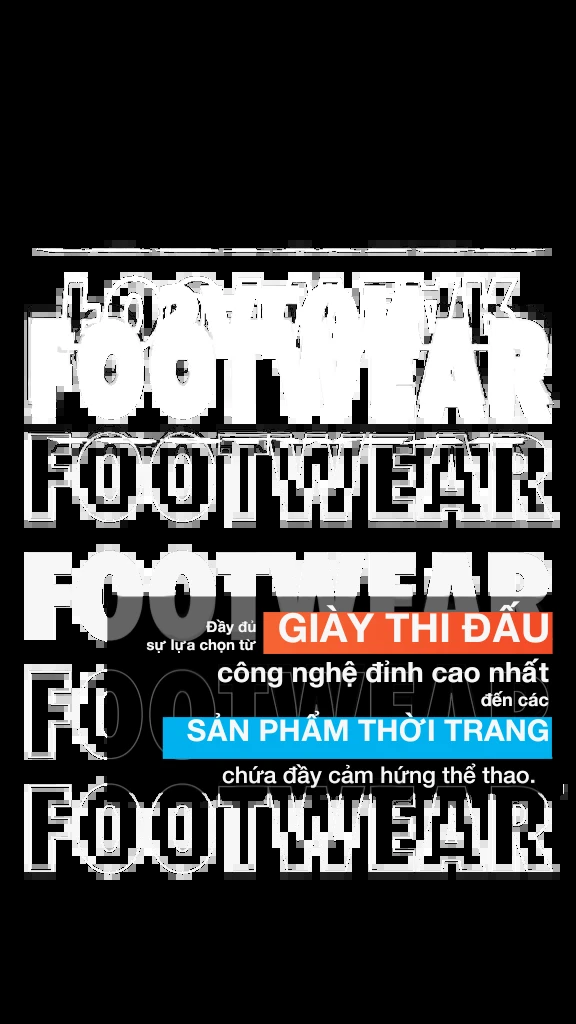 FOOTWEAR
FOOTWEAR
FOOTWEAR
Đầy đủ
sự lựa chọn từ
GIÀY THI ĐẤU
công nghệ đỉnh cao nhất
đến các
FOOTWEAR
SẢN PHẨM THỜI TRANG
chứa đầy cảm hứng thể thao.
FOOTWEAR